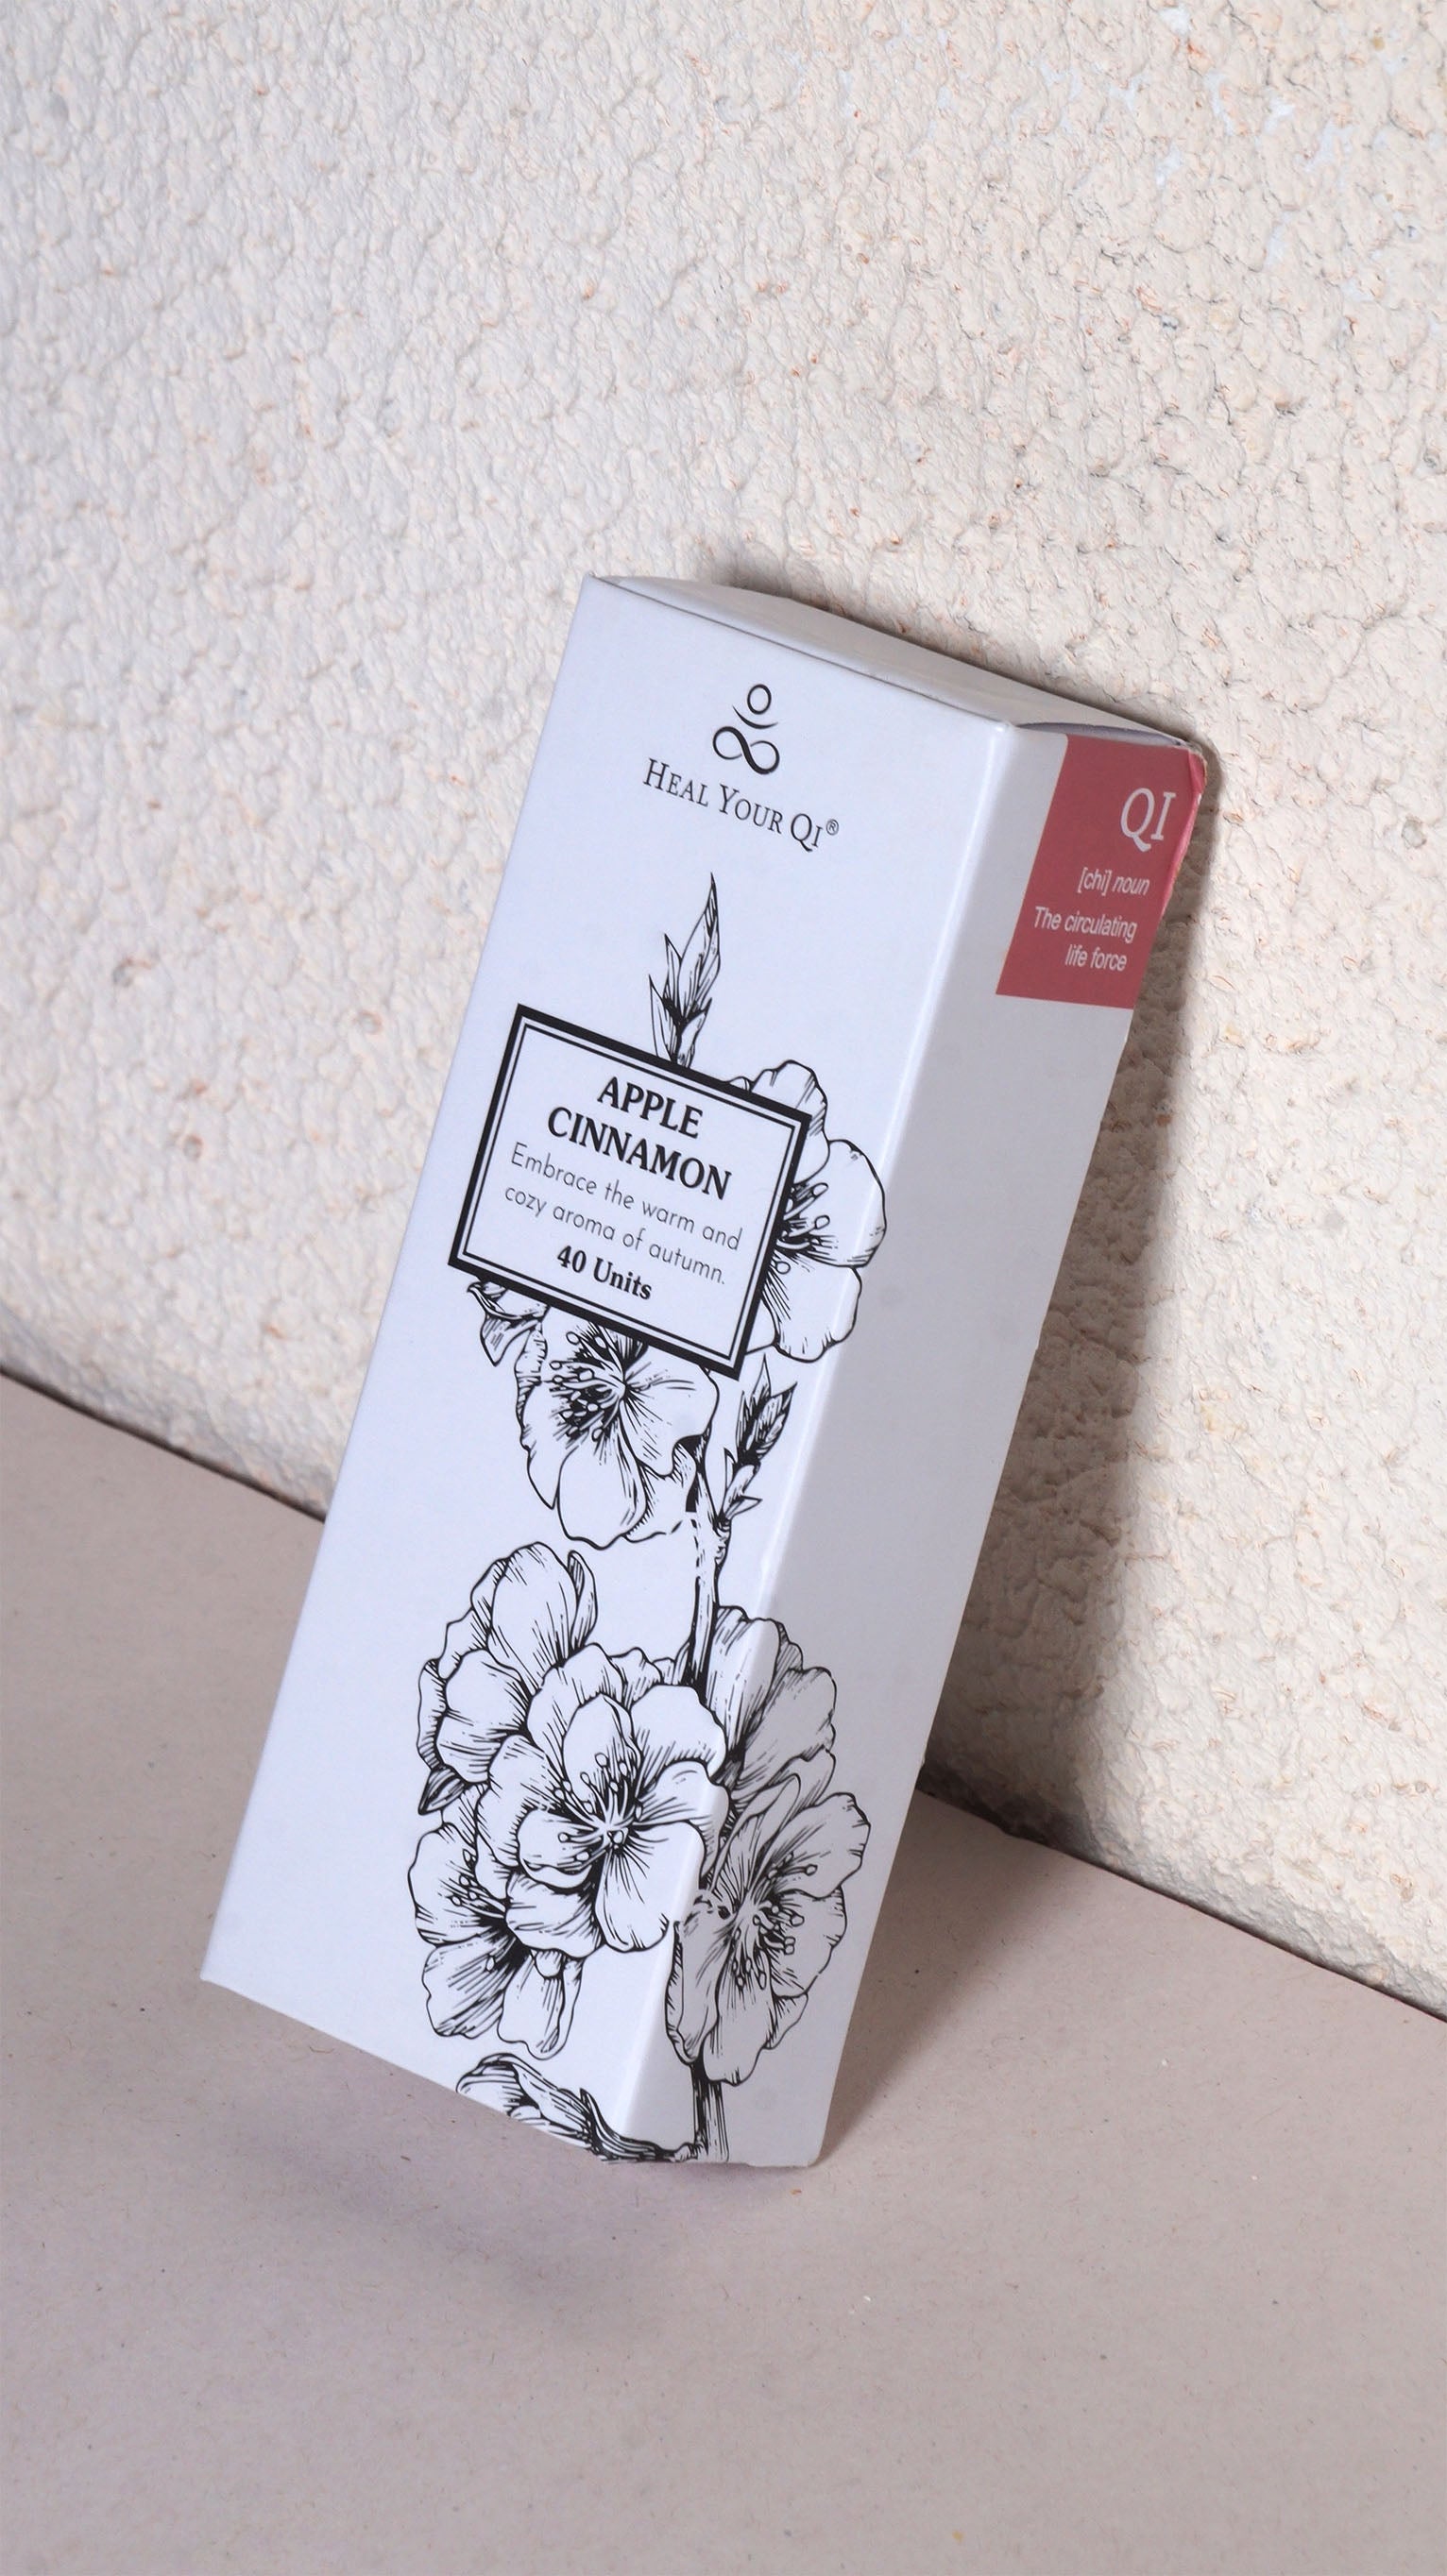 HEAL YOUR QI®
APPLE
CINNAMON
Embrace the warm and
cozy aroma of autumn.
40 Units
QI
[chi] noun
The circulating
life force